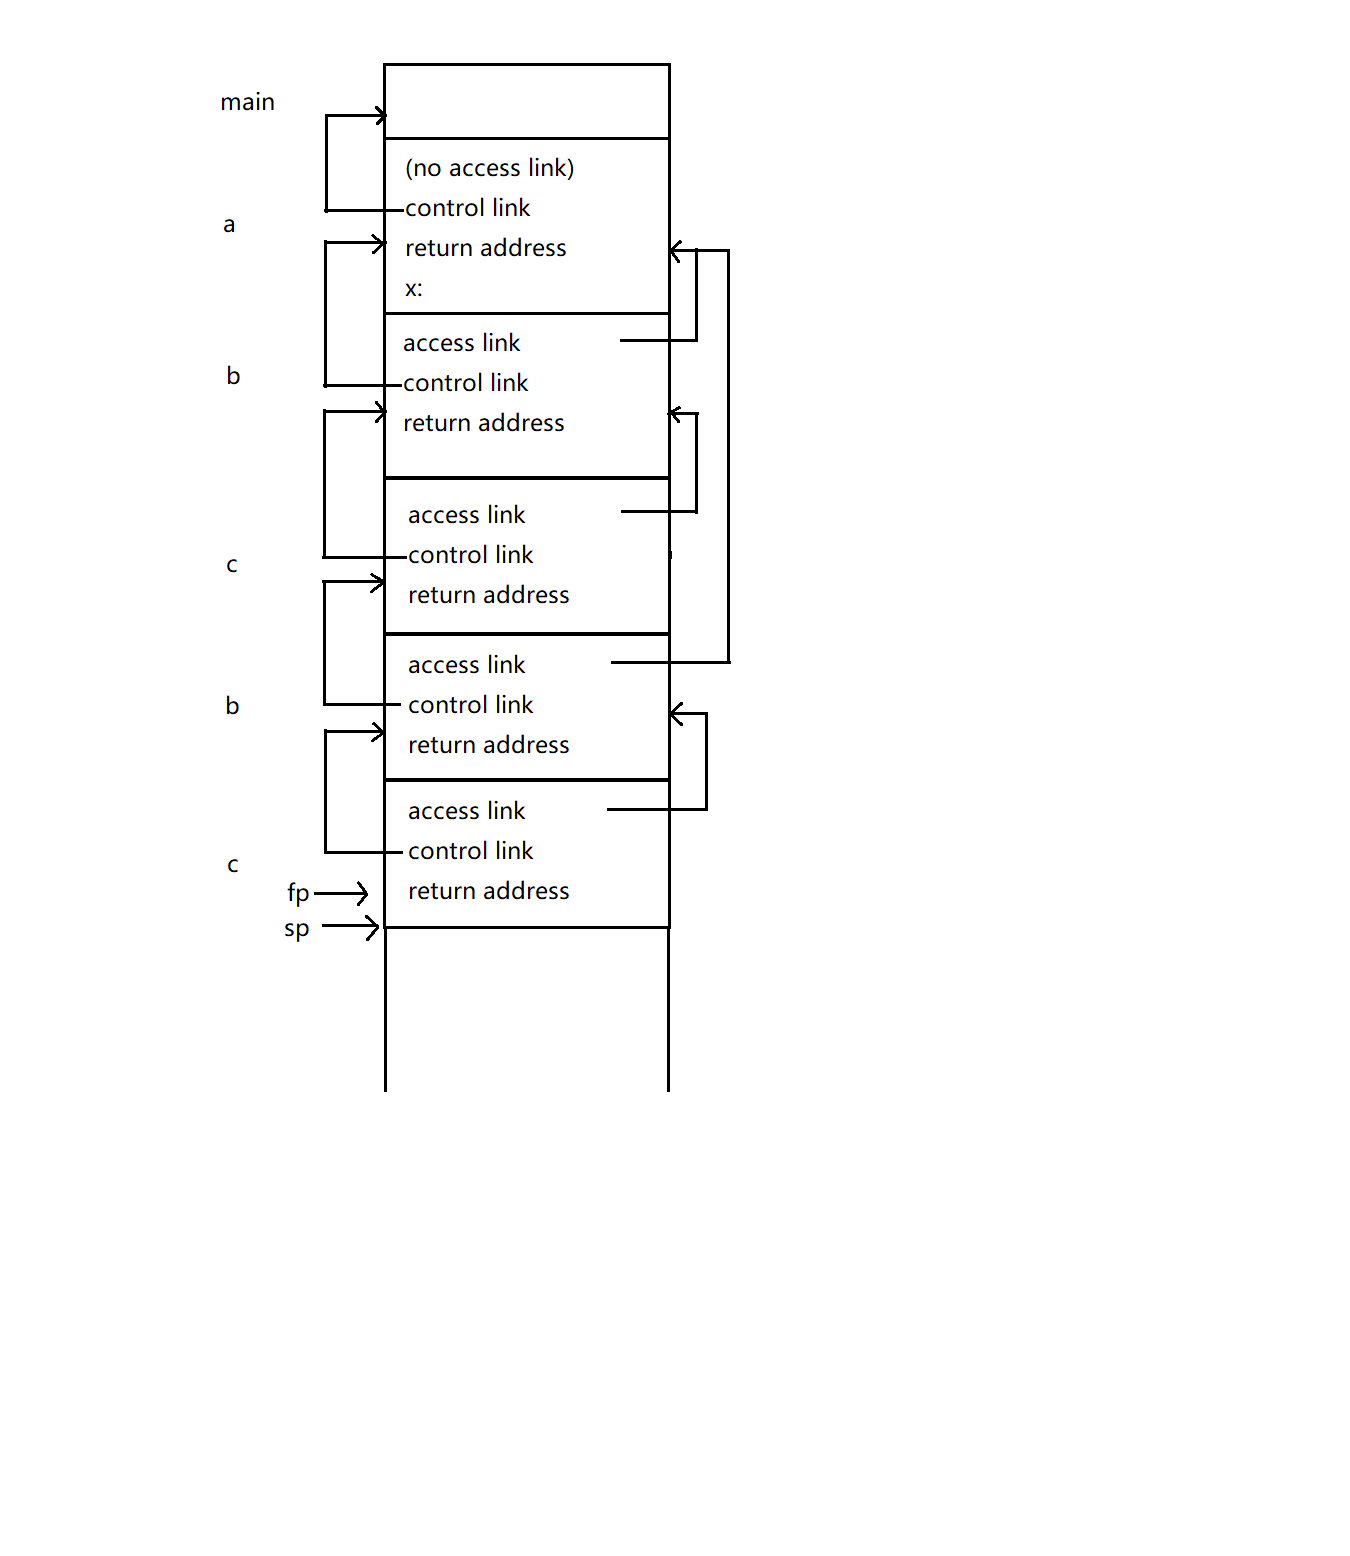 main
(no access link)
control link
a
return address
x:
access link
b
control link
return address
access link
control link
c
return address
access link
b
control link
return address
access link
control link
c
fp
return address
sp